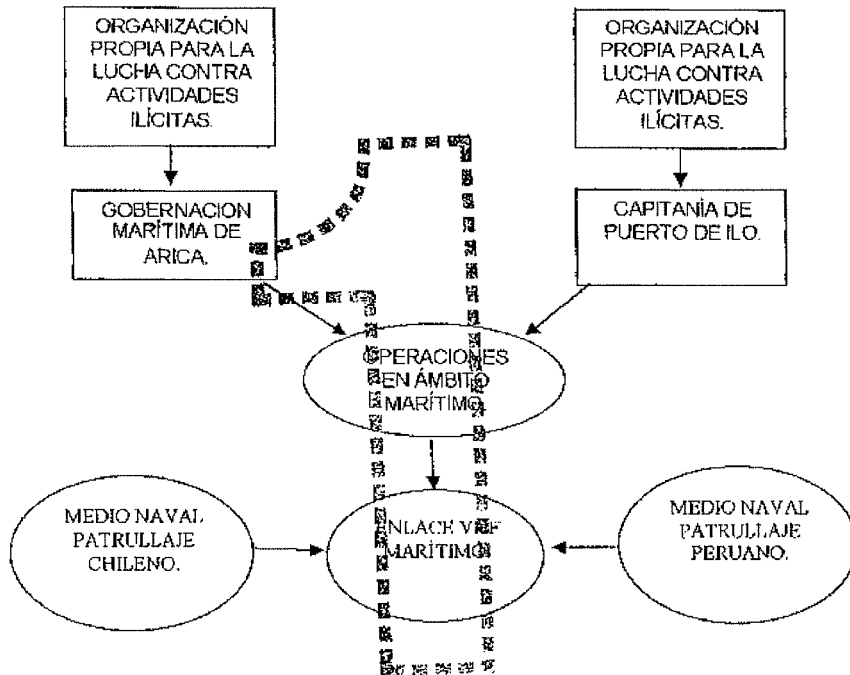 ORGANIZACIÓN
PROPIA PARA LA
LUCHA CONTRA
ACTIVIDADES
ILÍCITAS.
ORGANIZACIÓN
PROPIA PARA LA
LUCHA CONTRA
ACTIVIDADES
ILÍCITAS.
GOBERNACION
MARÍTIMA DE
ARICA.
CAPITANÍA DE
PUERTO DE ILO.
OPERACIONES
EN ÁMBITO
MARÍTIMO
MEDIO NAVAL
PATRULLAJE
CHILENO.
MARÍTIMO
MEDIO NAVAL
PATRULLAJE
PERUANO.